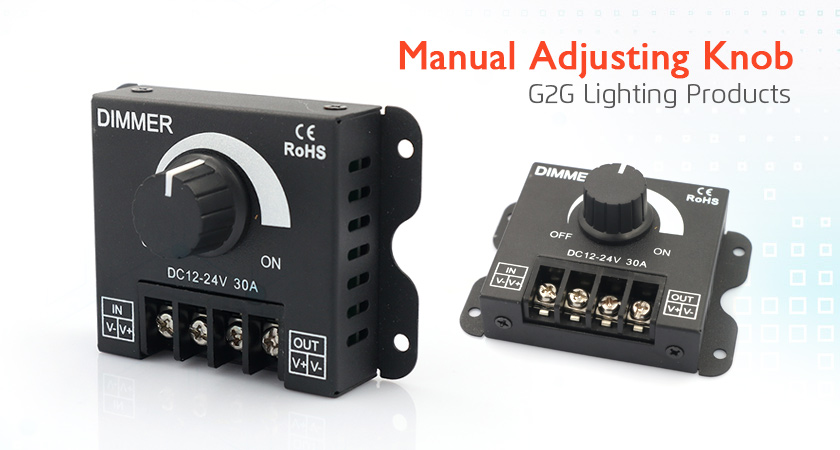 Manual Adjusting Knob
G2G Lighting Products
DIMMER
CE
RoHS
ON
DC12-24V 30A
IN
V- V+
OUT
V+ V-
DIMME
CE
RoHS
OFF
ON
DC12-24V 30A
IN
V- V+
OUT
V+ V-